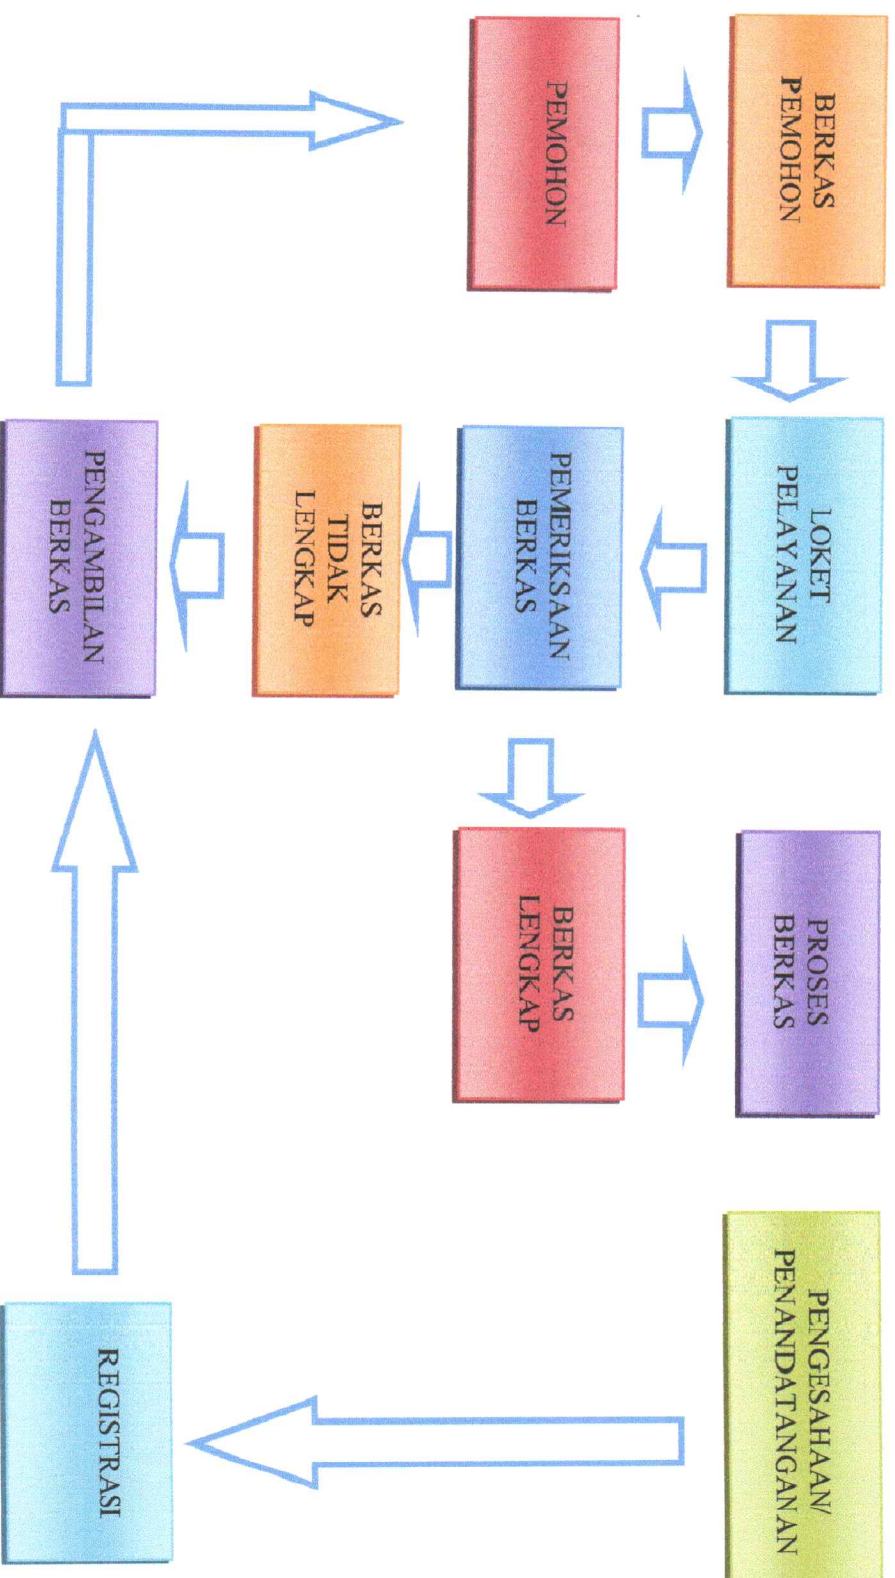 BERKAS
PEMOHON
LOKET
PELAYANAN
PROSES
BERKAS
PENGESAHAAN/
PENANDATANGANAN
PEMOHON
PEMERIKSAAN
BERKAS
BERKAS
LENGKAP
BERKAS
TIDAK
LENGKAP
PENGAMBILAN
BERKAS
REGISTRASI